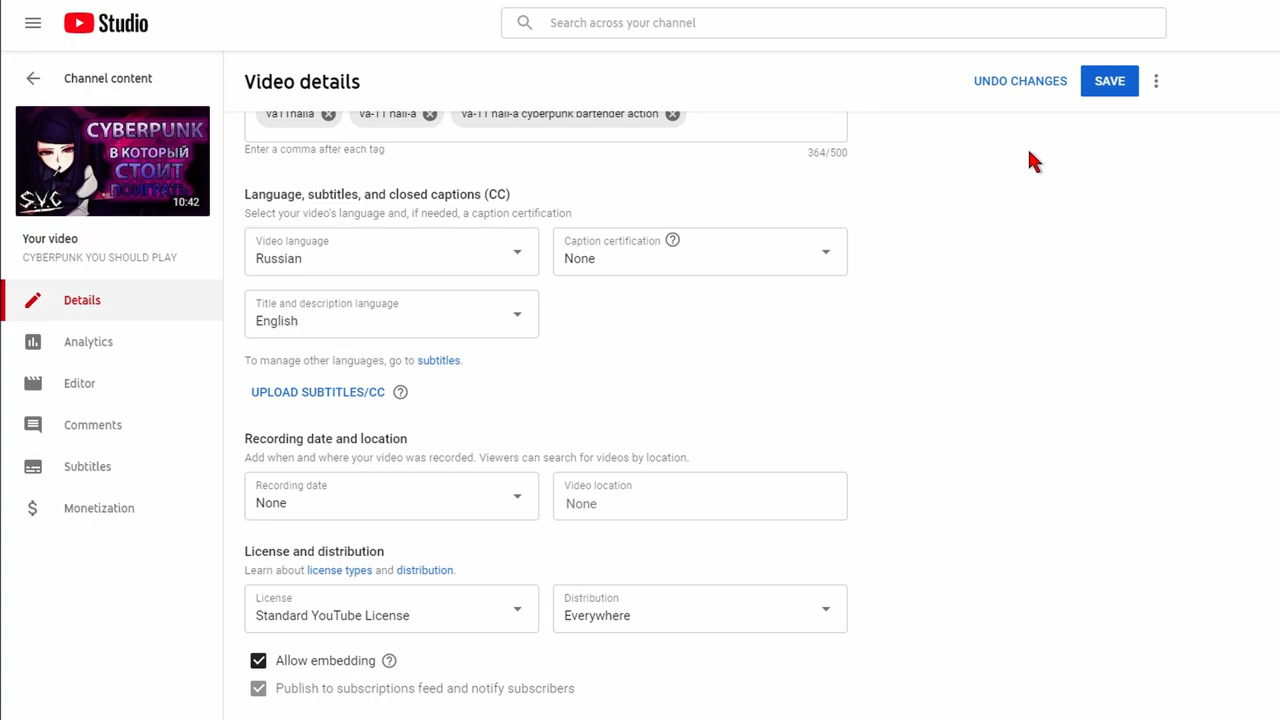 Studio
Search across your channel
Channel content
Video details
UNDO CHANGES
SAVE
va11halla
va-11 hall-a
va-11 hall-a cyberpunk bartender action
Enter a comma after each tag
364/500
CYBERPUNK
В КОТОРЫЙ
СТОИТ
ПОИГРАТЬ
S.V.C
10:42
Your video
CYBERPUNK YOU SHOULD PLAY
Details
Analytics
Editor
Comments
Subtitles
Monetization
Language, subtitles, and closed captions (CC)
Select your video's language and, if needed, a caption certification
Video language
Russian
Caption certification
None
Title and description language
English
To manage other languages, go to subtitles.
UPLOAD SUBTITLES/CC
Recording date and location
Add when and where your video was recorded. Viewers can search for videos by location.
Recording date
None
Video location
None
License and distribution
Learn about license types and distribution.
License
Standard YouTube License
Distribution
Everywhere
Allow embedding
Publish to subscriptions feed and notify subscribers